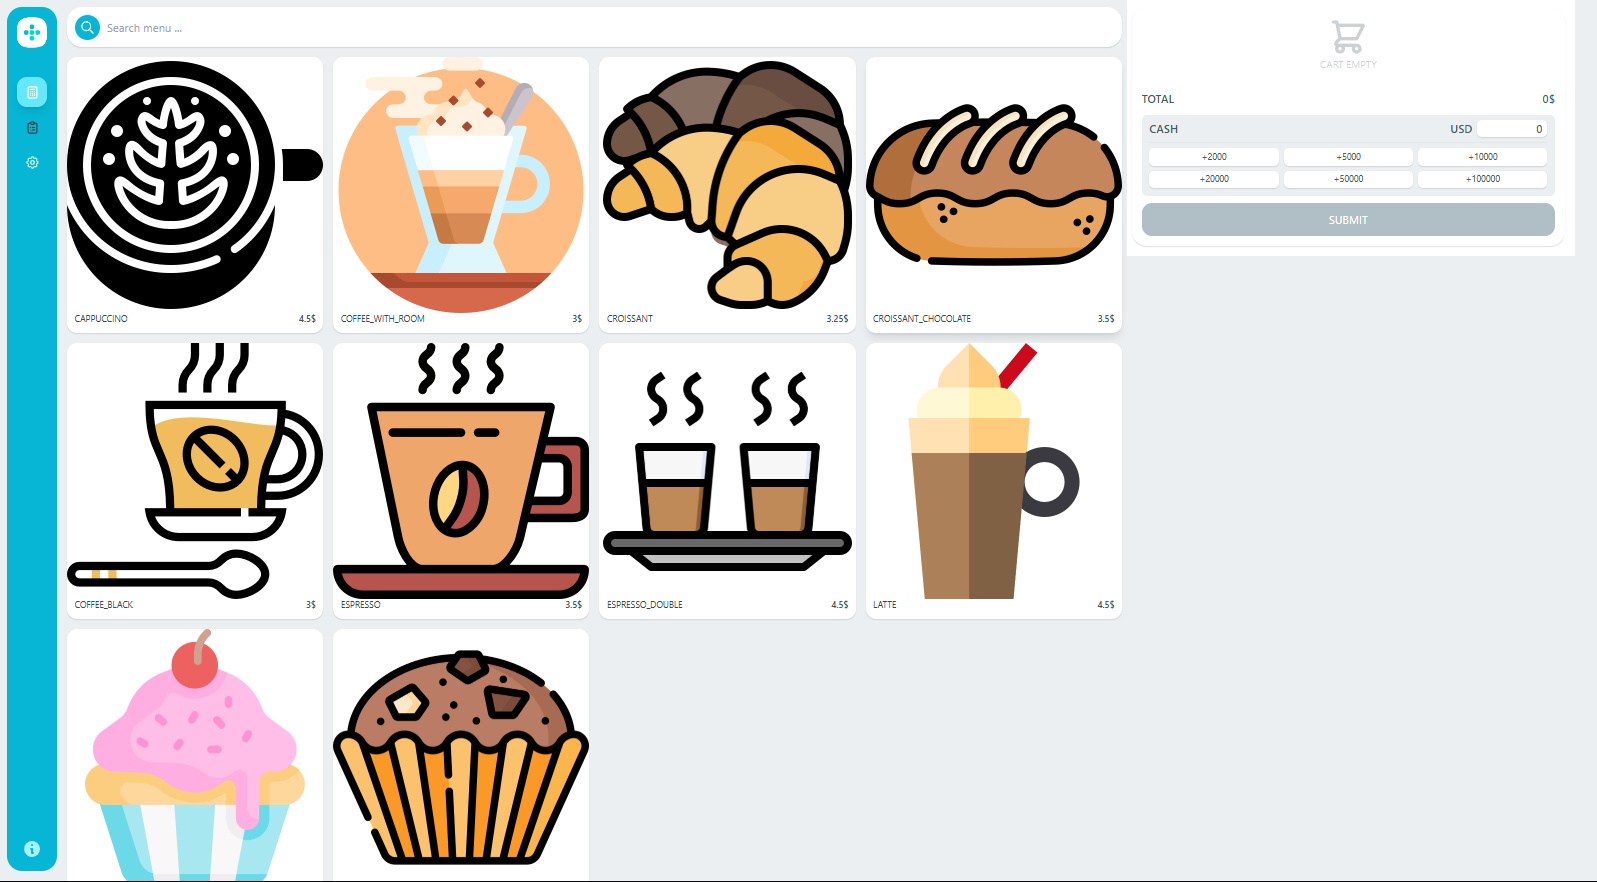 Search menu ...
CAPPUCCINO 4.5$
COFFEE_WITH_ROOM 3$
CROISSANT 3.25$
CROISSANT_CHOCOLATE 3.5$
COFFEE_BLACK 3$
ESPRESSO 3.5$
ESPRESSO_DOUBLE 4.5$
LATTE 4.5$
CART EMPTY
TOTAL 0$
CASH USD 0
+2000 +5000 +10000
+20000 +50000 +100000
SUBMIT